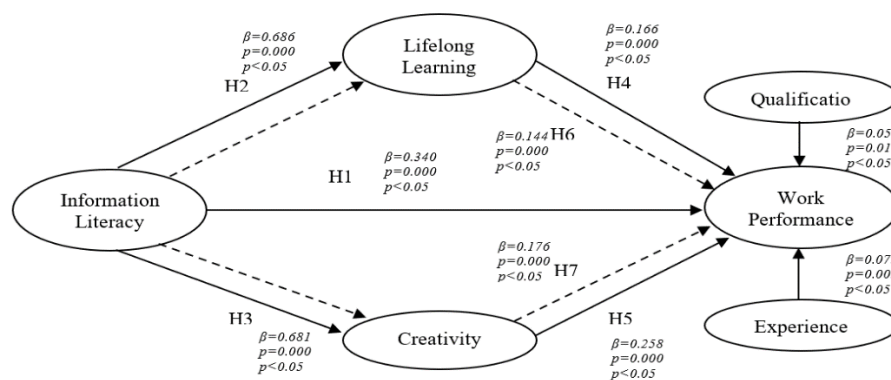 β=0.686
p=0.000
p<0.05
H2
Lifelong
Learning
β=0.166
p=0.000
p<0.05
H4
Qualificatio
β=0.05
p=0.01
p<0.05
β=0.144
p=0.000
p<0.05
H6
H1
β=0.340
p=0.000
p<0.05
Information
Literacy
Work
Performance
β=0.176
p=0.000
p<0.05
H7
H3
β=0.681
p=0.000
p<0.05
Creativity
H5
β=0.258
p=0.000
p<0.05
β=0.07
p=0.00
p<0.05
Experience